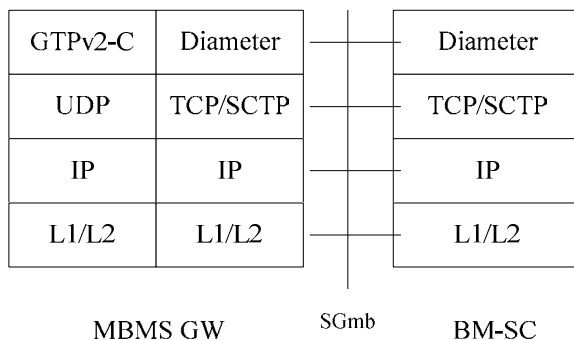 GTPv2-C Diameter Diameter
UDP TCP/SCTP TCP/SCTP
IP IP IP
L1/L2 L1/L2 L1/L2
MBMS GW SGmb BM-SC